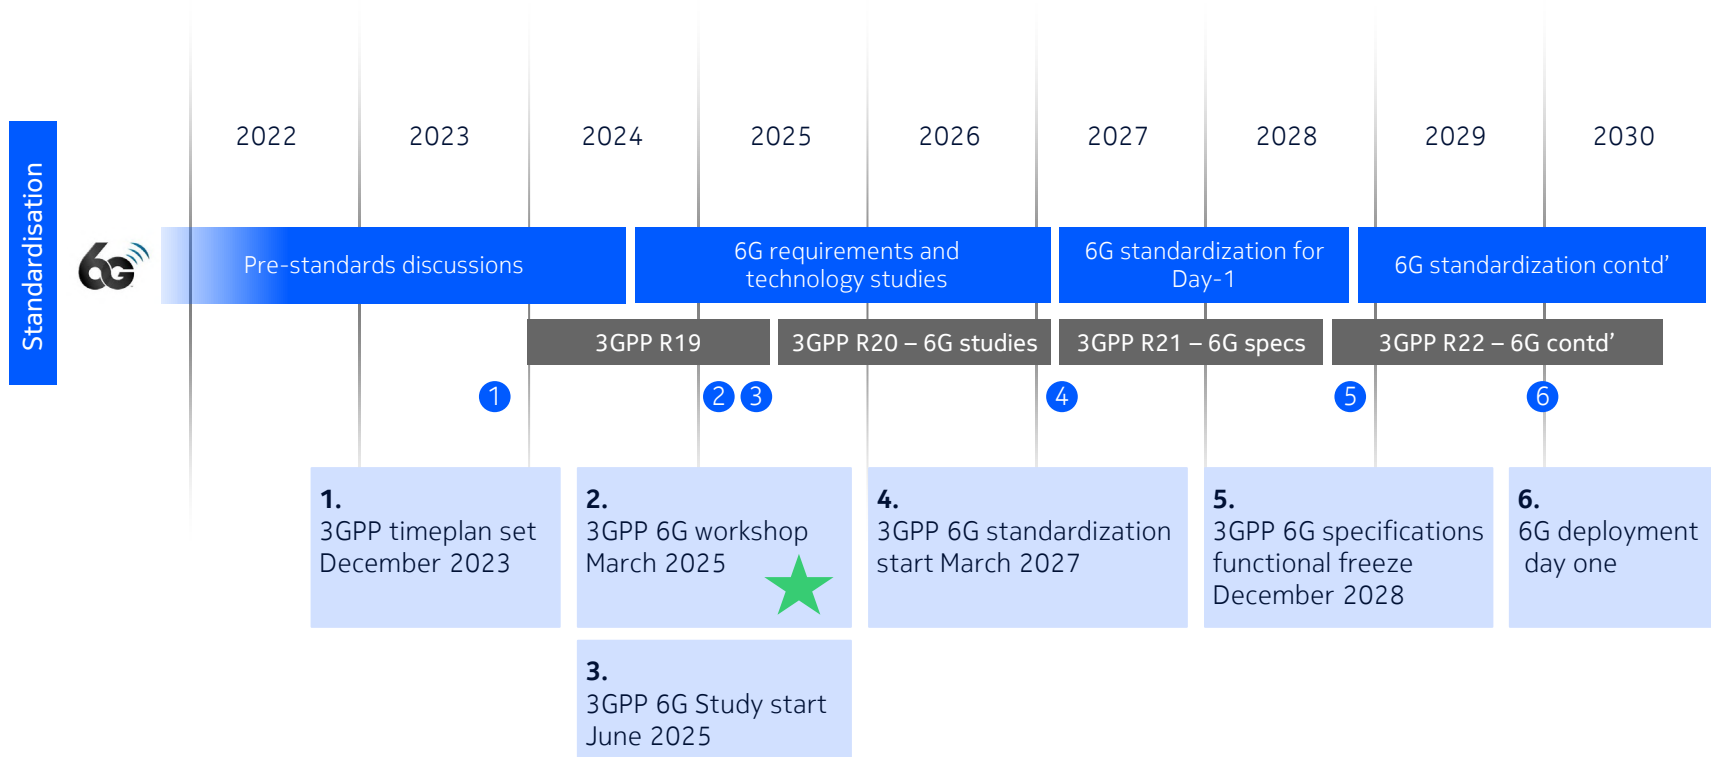 2022 2023 2024 2025 2026 2027 2028 2029 2030
Standardisation
6G
Pre-standards discussions
6G requirements and
technology studies
6G standardization for
Day-1
6G standardization contd’
3GPP R19
3GPP R20 – 6G studies
3GPP R21 – 6G specs
3GPP R22 – 6G contd’
1 2 3 4 5 6
1.
3GPP timeplan set
December 2023
2.
3GPP 6G workshop
March 2025
3.
3GPP 6G Study start
June 2025
4.
3GPP 6G standardization
start March 2027
5.
3GPP 6G specifications
functional freeze
December 2028
6.
6G deployment
day one